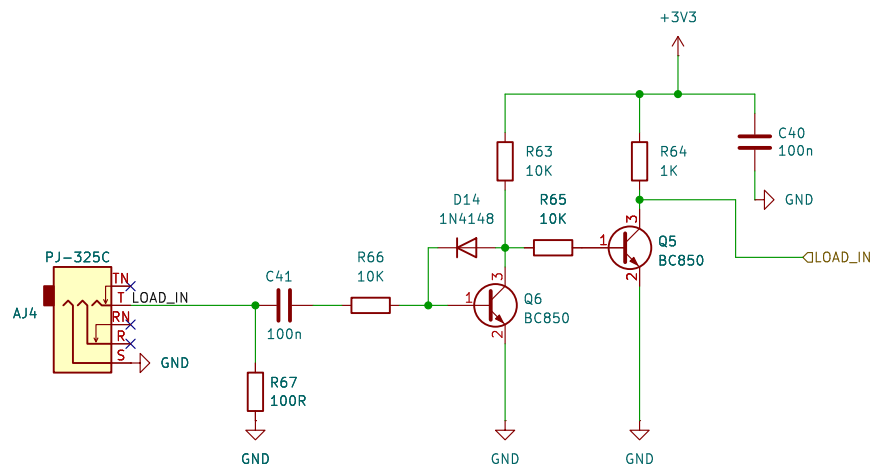 +3V3
C40
100n
R63
10K
R64
1K
GND
D14
1N4148
R65
10K
3
1
Q5
BC850
2
LOAD_IN
PJ-325C
TN
T
LOAD_IN
RN
R
S
AJ4
GND
C41
100n
R66
10K
3
1
Q6
BC850
2
R67
100R
GND
GND
GND